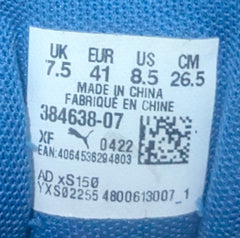 UK EUR US CM
7.5 41 8.5 26.5
MADE IN CHINA
FABRIQUÉ EN CHINE
384638-07
XF 0422
EAN:4064536294803
AD xS150
YXS02255 4800613007_1